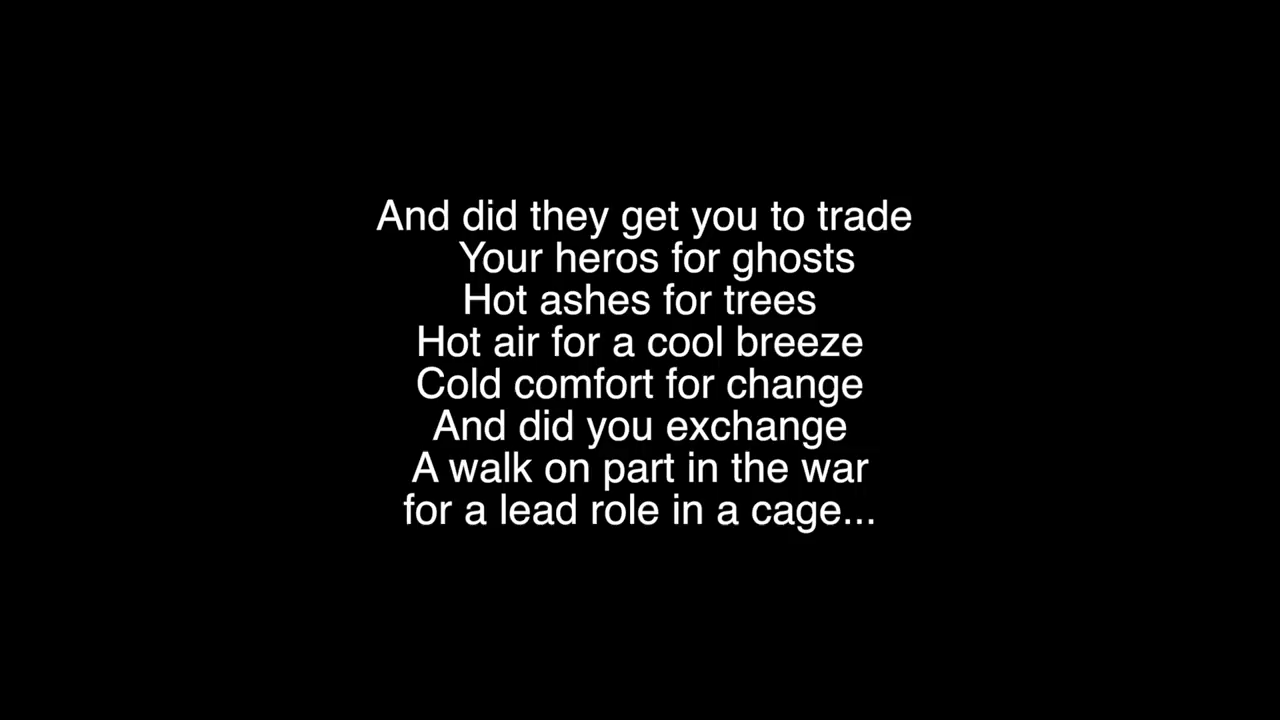 And did they get you to trade
Your heros for ghosts
Hot ashes for trees
Hot air for a cool breeze
Cold comfort for change
And did you exchange
A walk on part in the war
for a lead role in a cage...